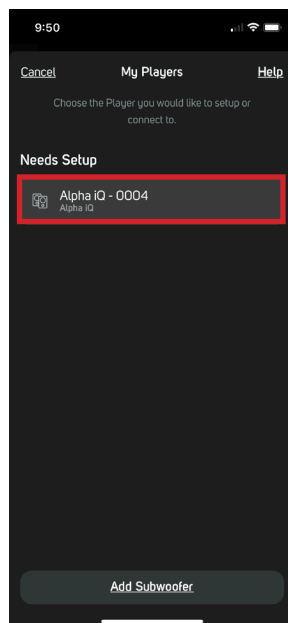 9:50
Cancel My Players Help
Choose the Player you would like to setup or
connect to.
Needs Setup
Alpha iQ - 0004
Alpha iQ
Add Subwoofer